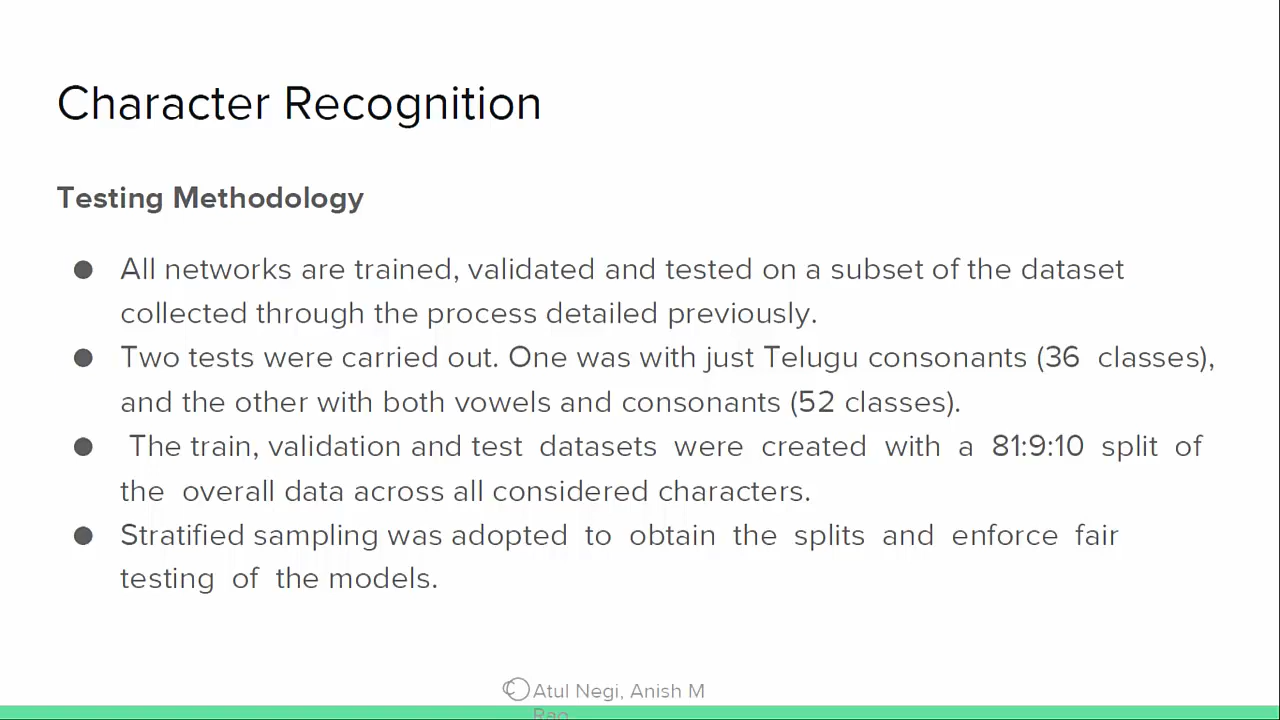 Character Recognition
Testing Methodology
● All networks are trained, validated and tested on a subset of the dataset
collected through the process detailed previously.
● Two tests were carried out. One was with just Telugu consonants (36 classes),
and the other with both vowels and consonants (52 classes).
● The train, validation and test datasets were created with a 81:9:10 split of
the overall data across all considered characters.
● Stratified sampling was adopted to obtain the splits and enforce fair
testing of the models.
© Atul Negi, Anish M
Rao